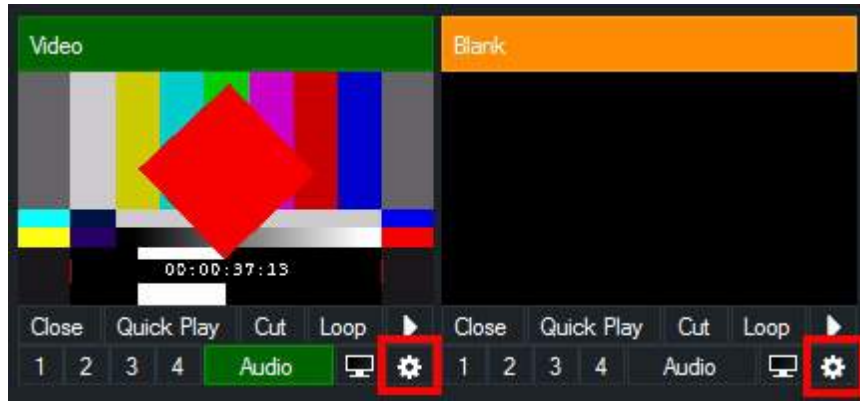 Video
Blank
00:00:37:13
Close Quick Play Cut Loop
Close Quick Play Cut Loop
1 2 3 4 Audio
1 2 3 4 Audio